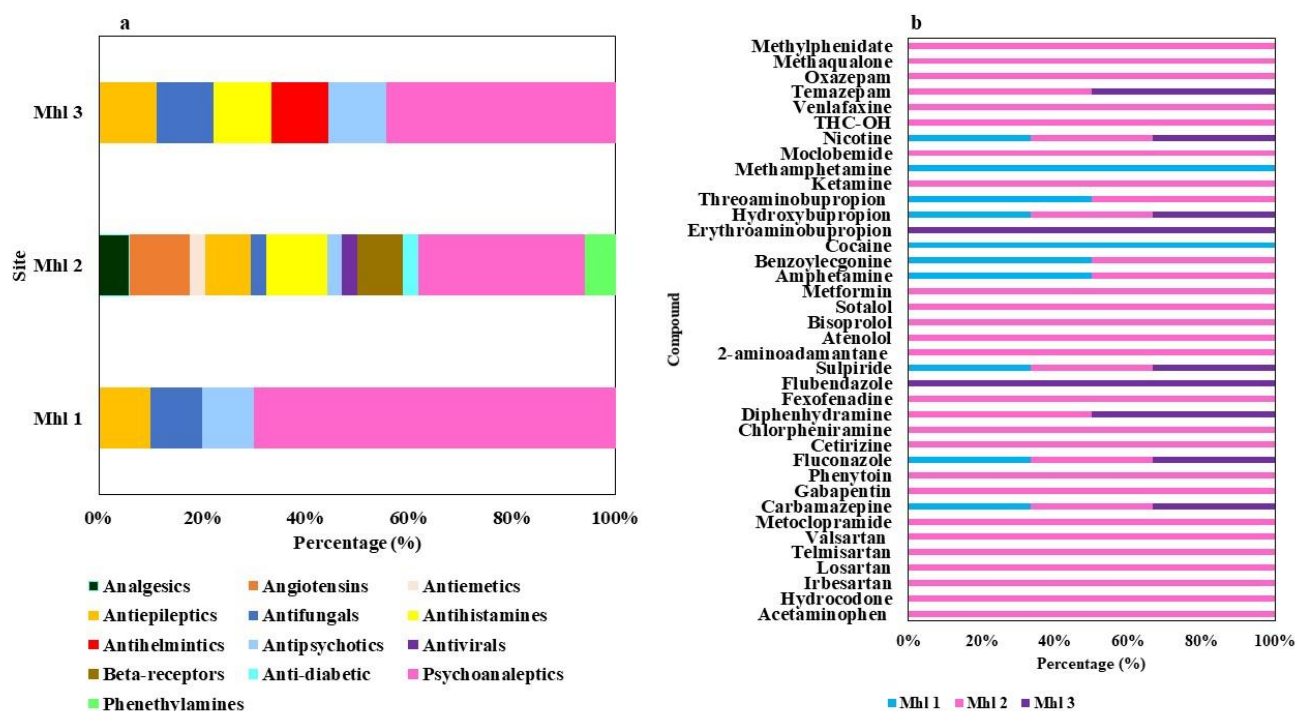 a
Mhl 3
Mhl 2
Mhl 1
Site
0% 20% 40% 60% 80% 100%
Percentage (%)
Analgesics Angiotensins Antiemetics
Antiepileptics Antifungals Antihistamines
Antihelmintics Antipsychotics Antivirals
Beta-receptors Anti-diabetic Psychoanaleptics
Phenethylamines
b
Methylphenidate
Methaqualone
Oxazepam
Temazepam
Venlafaxine
THC-OH
Nicotine
Moclobemide
Methamphetamine
Ketamine
Threoaminobupropion
Hydroxybupropion
Erythroaminobupropion
Cocaine
Benzoylecgonine
Amphetamine
Metformin
Sotalol
Bisoprolol
Atenolol
2-aminoadamantane
Sulpiride
Flubendazole
Fexofenadine
Diphenhydramine
Chlorpheniramine
Cetirizine
Fluconazole
Phenytoin
Gabapentin
Carbamazepine
Metoclopramide
Valsartan
Telmisartan
Losartan
Irbesartan
Hydrocodone
Acetaminophen
Compound
0% 20% 40% 60% 80% 100%
Percentage (%)
Mhl 1 Mhl 2 Mhl 3